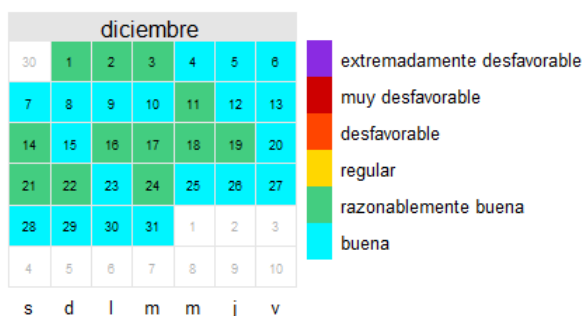 diciembre
30 1 2 3 4 5 6
7 8 9 10 11 12 13
14 15 16 17 18 19 20
21 22 23 24 25 26 27
28 29 30 31 1 2 3
4 5 6 7 8 9 10
s d l m m j v
extremadamente desfavorable
muy desfavorable
desfavorable
regular
razonablemente buena
buena